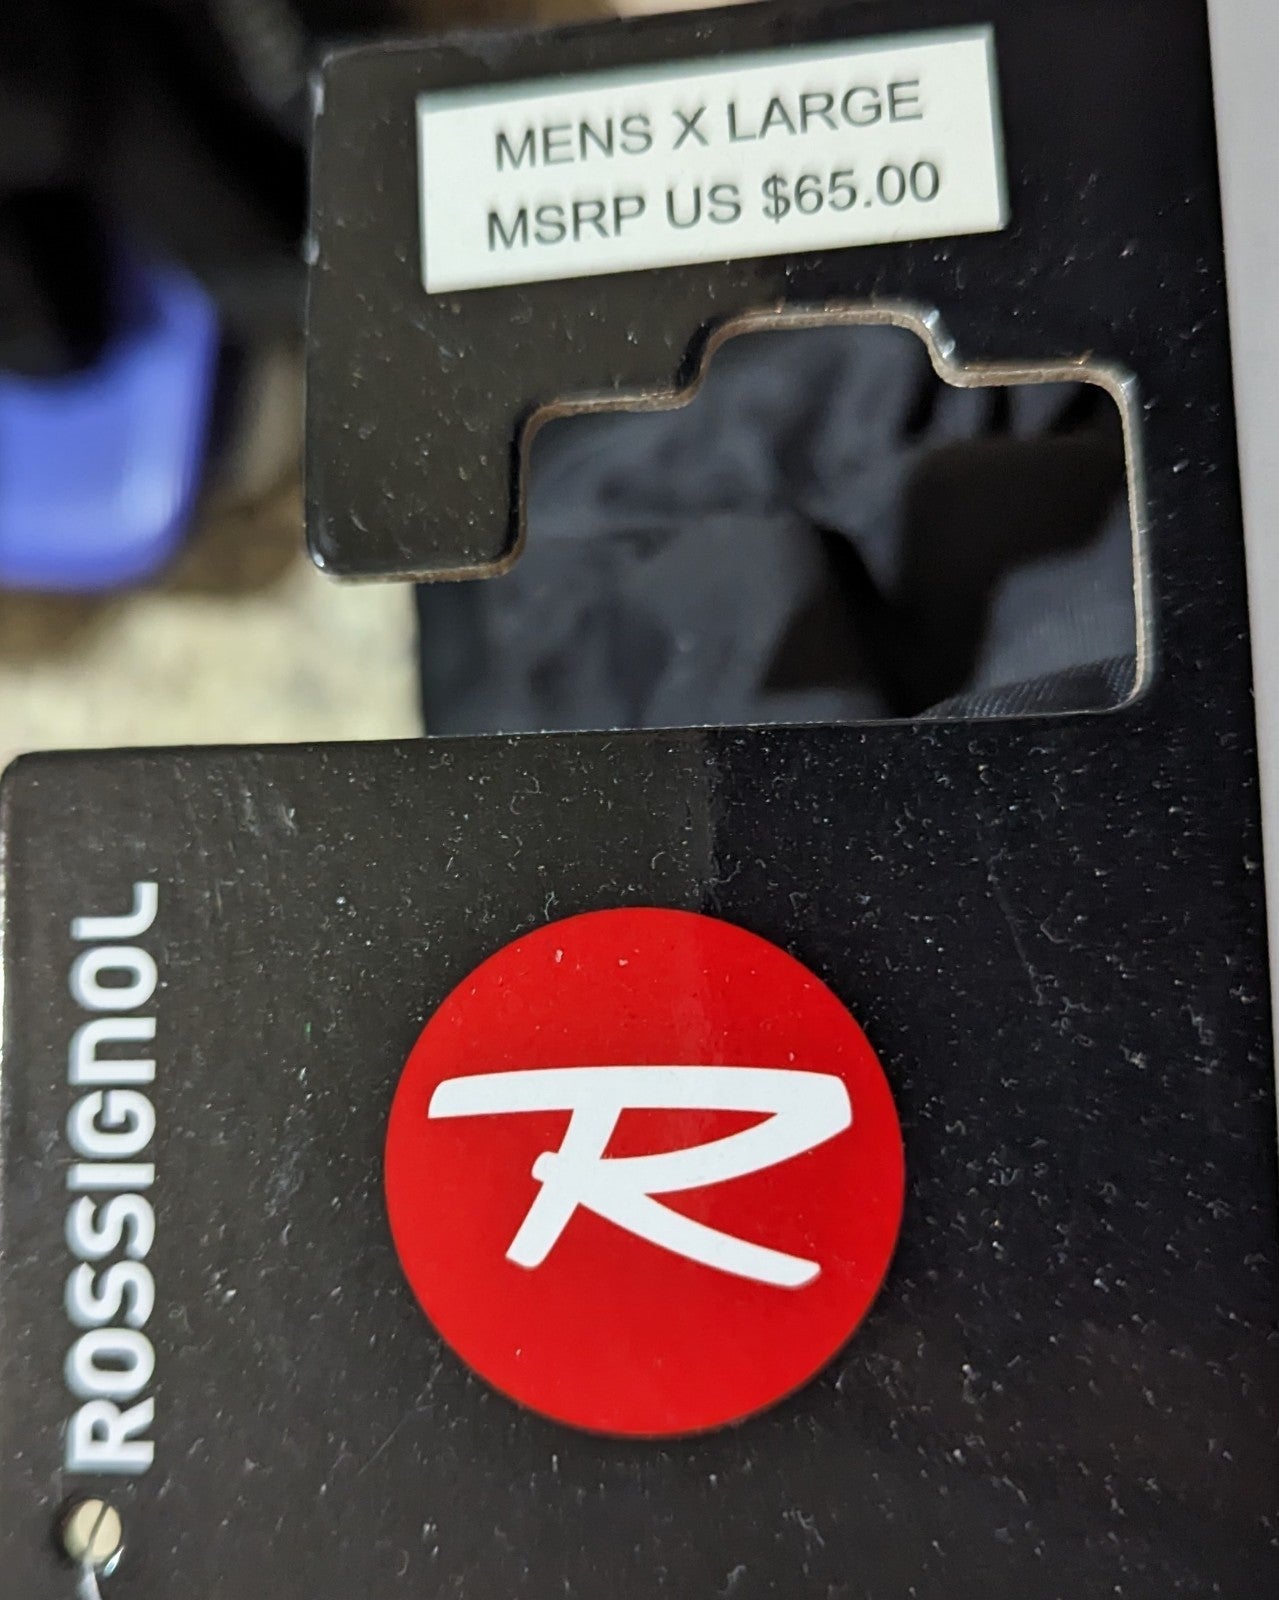 MENS X LARGE
MSRP US $65.00
ROSSIGNOL
R